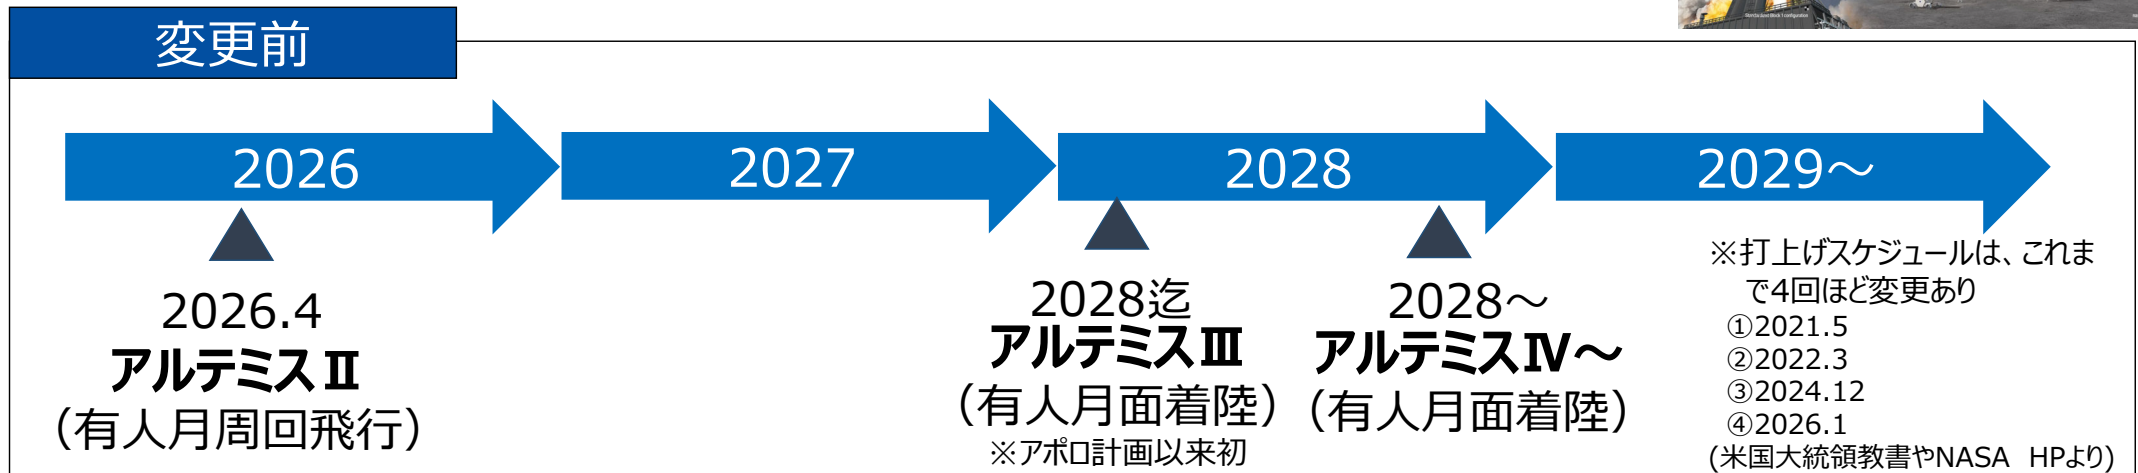 変更前
2026
2027
2028
2029～
2026.4
アルテミスⅡ
（有人月周回飛行）
2028迄
アルテミスⅢ
（有人月面着陸）
※アポロ計画以来初
2028～
アルテミスⅣ～
（有人月面着陸）
※打上げスケジュールは、これま
で4回ほど変更あり
①2021.5
②2022.3
③2024.12
④2026.1
(米国大統領教書やNASA　HPより)